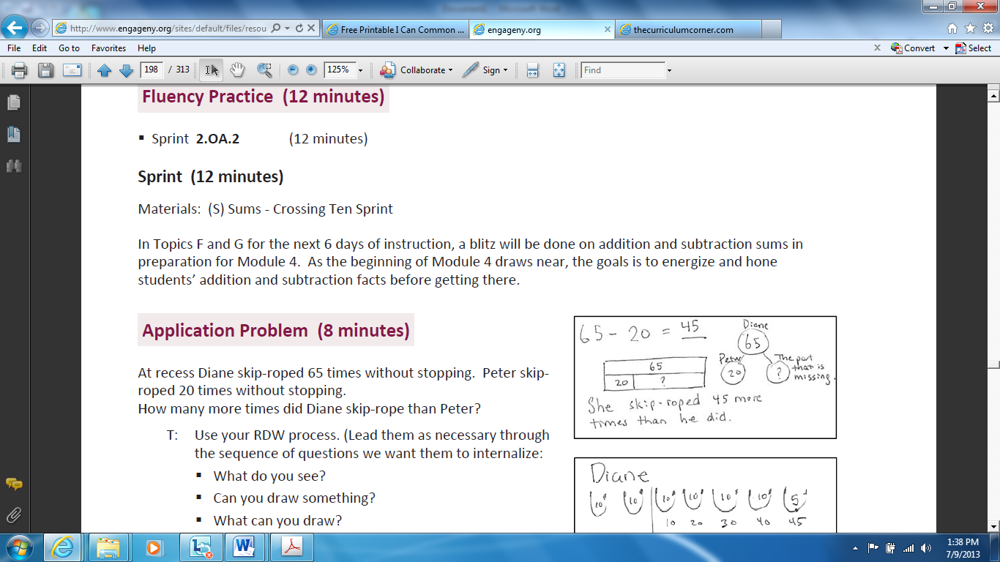 Document1 - Microsoft Word
http://www.engageny.org/sites/default/files/resou
Free Printable I Can Common ...
engageny.org
thecurriculumcorner.com
File Edit Go to Favorites Help
Convert Select
198 / 313 125% Collaborate Sign Find
Fluency Practice (12 minutes)
▪ Sprint 2.OA.2 (12 minutes)
Sprint (12 minutes)
Materials: (S) Sums - Crossing Ten Sprint
In Topics F and G for the next 6 days of instruction, a blitz will be done on addition and subtraction sums in
preparation for Module 4. As the beginning of Module 4 draws near, the goals is to energize and hone
students' addition and subtraction facts before getting there.
Application Problem (8 minutes)
At recess Diane skip-roped 65 times without stopping. Peter skip-
roped 20 times without stopping.
How many more times did Diane skip-rope than Peter?
T: Use your RDW process. (Lead them as necessary through
the sequence of questions we want them to internalize:
▪ What do you see?
▪ Can you draw something?
▪ What can you draw?
65 - 20 = 45
Diane
65
Peter
20
The part
that is
missing.
?
65
20 ?
She skip-roped 45 more
times than he did.
Diane
10 10 10 10 10 10 5
10 20 30 40 45
1:38 PM
7/9/2013